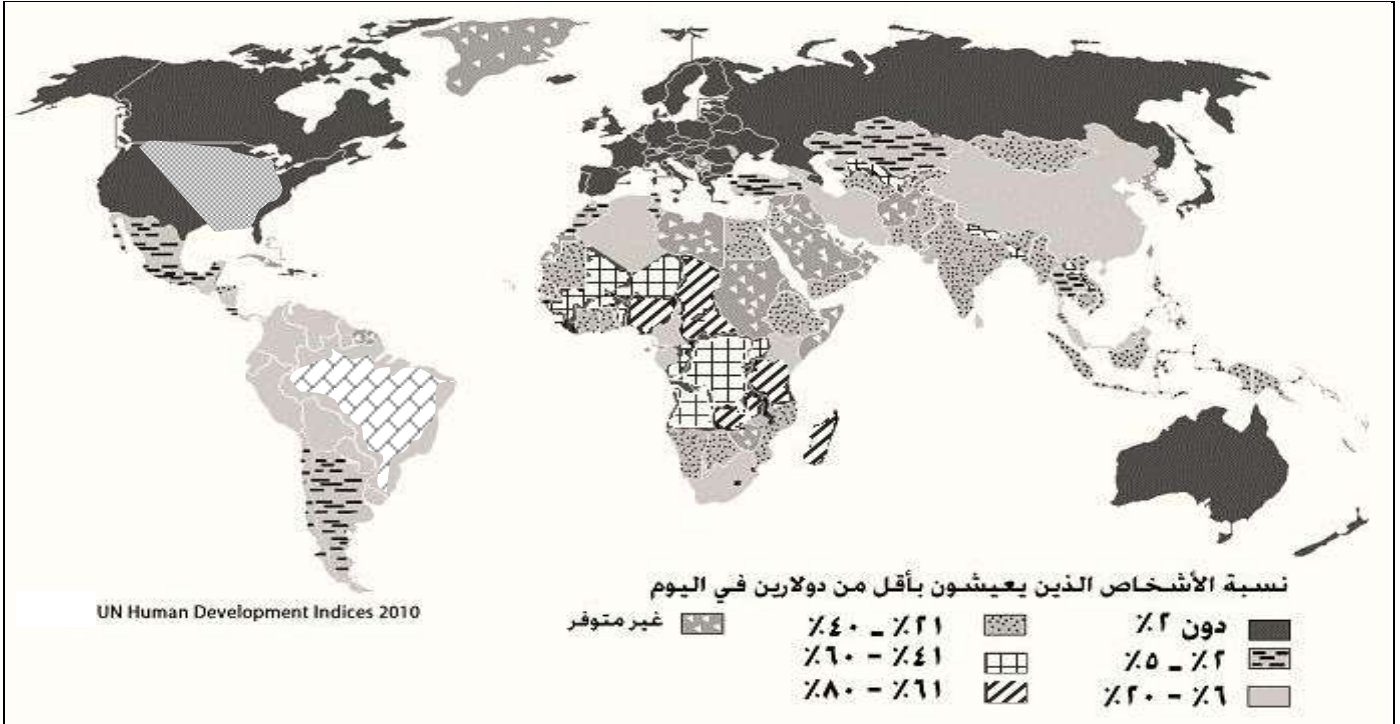 نسبة الأشخاص الذين يعيشون بأقل من دولارين في اليوم
دون ٢٪
٢٪ ـ ٥٪
٦٪ - ٢٠٪
٢١٪ ـ ٤٠٪
٤١٪ - ٦٠٪
٦١٪ - ٨٠٪
غير متوفر
UN Human Development Indices 2010